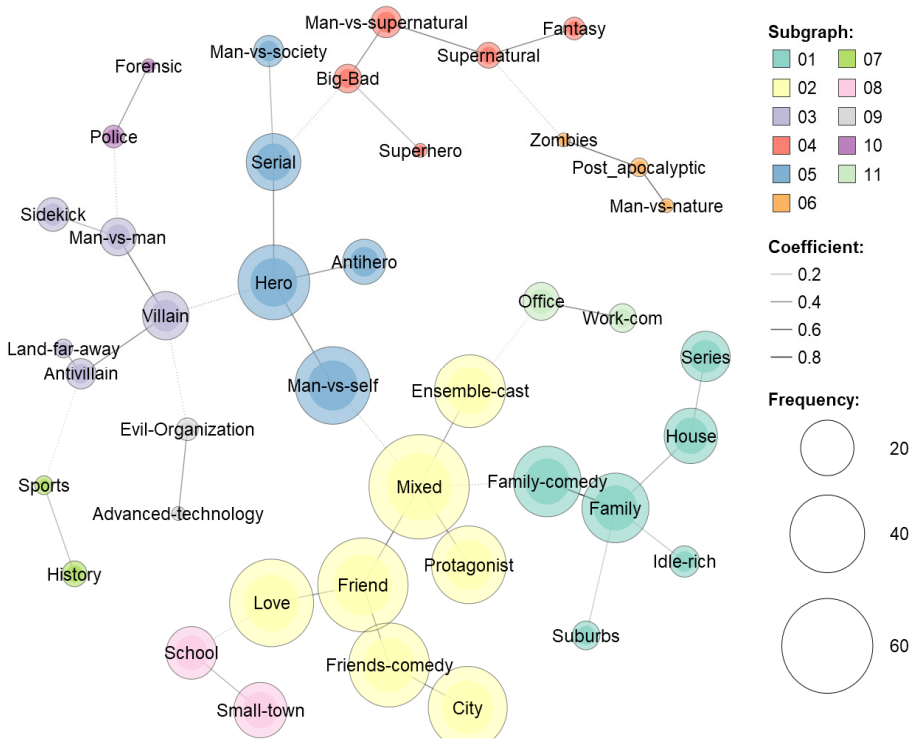 Man-vs-supernatural
Fantasy
Man-vs-society
Supernatural
Forensic
Big-Bad
Police
Zombies
Superhero
Serial
Post_apocalyptic
Man-vs-nature
Sidekick
Man-vs-man
Antihero
Hero
Office
Villain
Work-com
Land-far-away
Series
Antivillain
Man-vs-self
Ensemble-cast
Evil-Organization
House
Family-comedy
Sports
Mixed
Family
Advanced-technology
Idle-rich
Protagonist
History
Friend
Love
Suburbs
School
Friends-comedy
Small-town
City
Subgraph:
01
02
03
04
05
06
07
08
09
10
11
Coefficient:
0.2
0.4
0.6
0.8
Frequency:
20
40
60